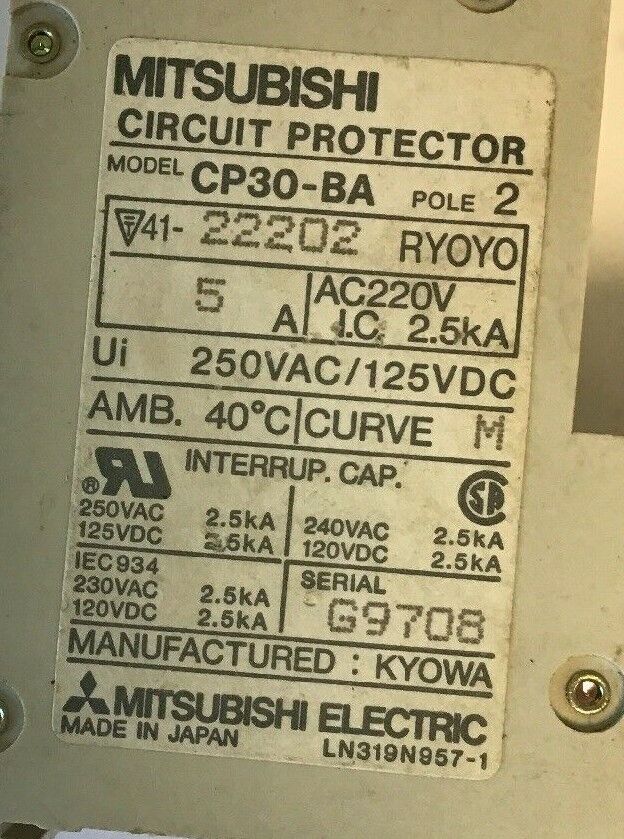 MITSUBISHI
CIRCUIT PROTECTOR
MODEL CP30-BA POLE 2
41-22202 RYOYO
5 A AC220V
I.C. 2.5kA
Ui 250VAC/125VDC
AMB. 40°C CURVE M
INTERRUP. CAP.
® RU SA
250VAC 2.5kA 240VAC 2.5kA
125VDC 2.5kA 120VDC 2.5kA
IEC934 SERIAL
230VAC 2.5kA G9708
120VDC 2.5kA
MANUFACTURED : KYOWA
MITSUBISHI ELECTRIC
MADE IN JAPAN LN319N957-1